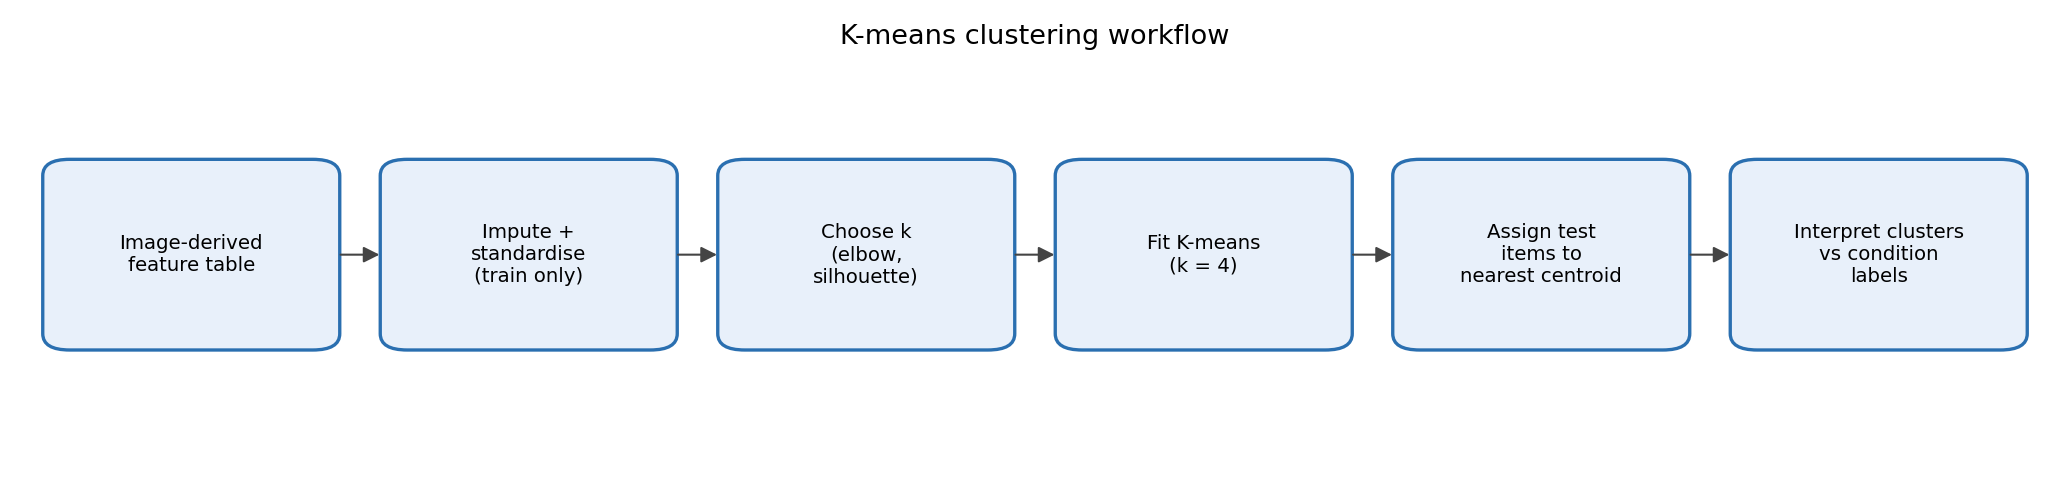 K-means clustering workflow
Image-derived
feature table
Impute +
standardise
(train only)
Choose k
(elbow,
silhouette)
Fit K-means
(k = 4)
Assign test
items to
nearest centroid
Interpret clusters
vs condition
labels